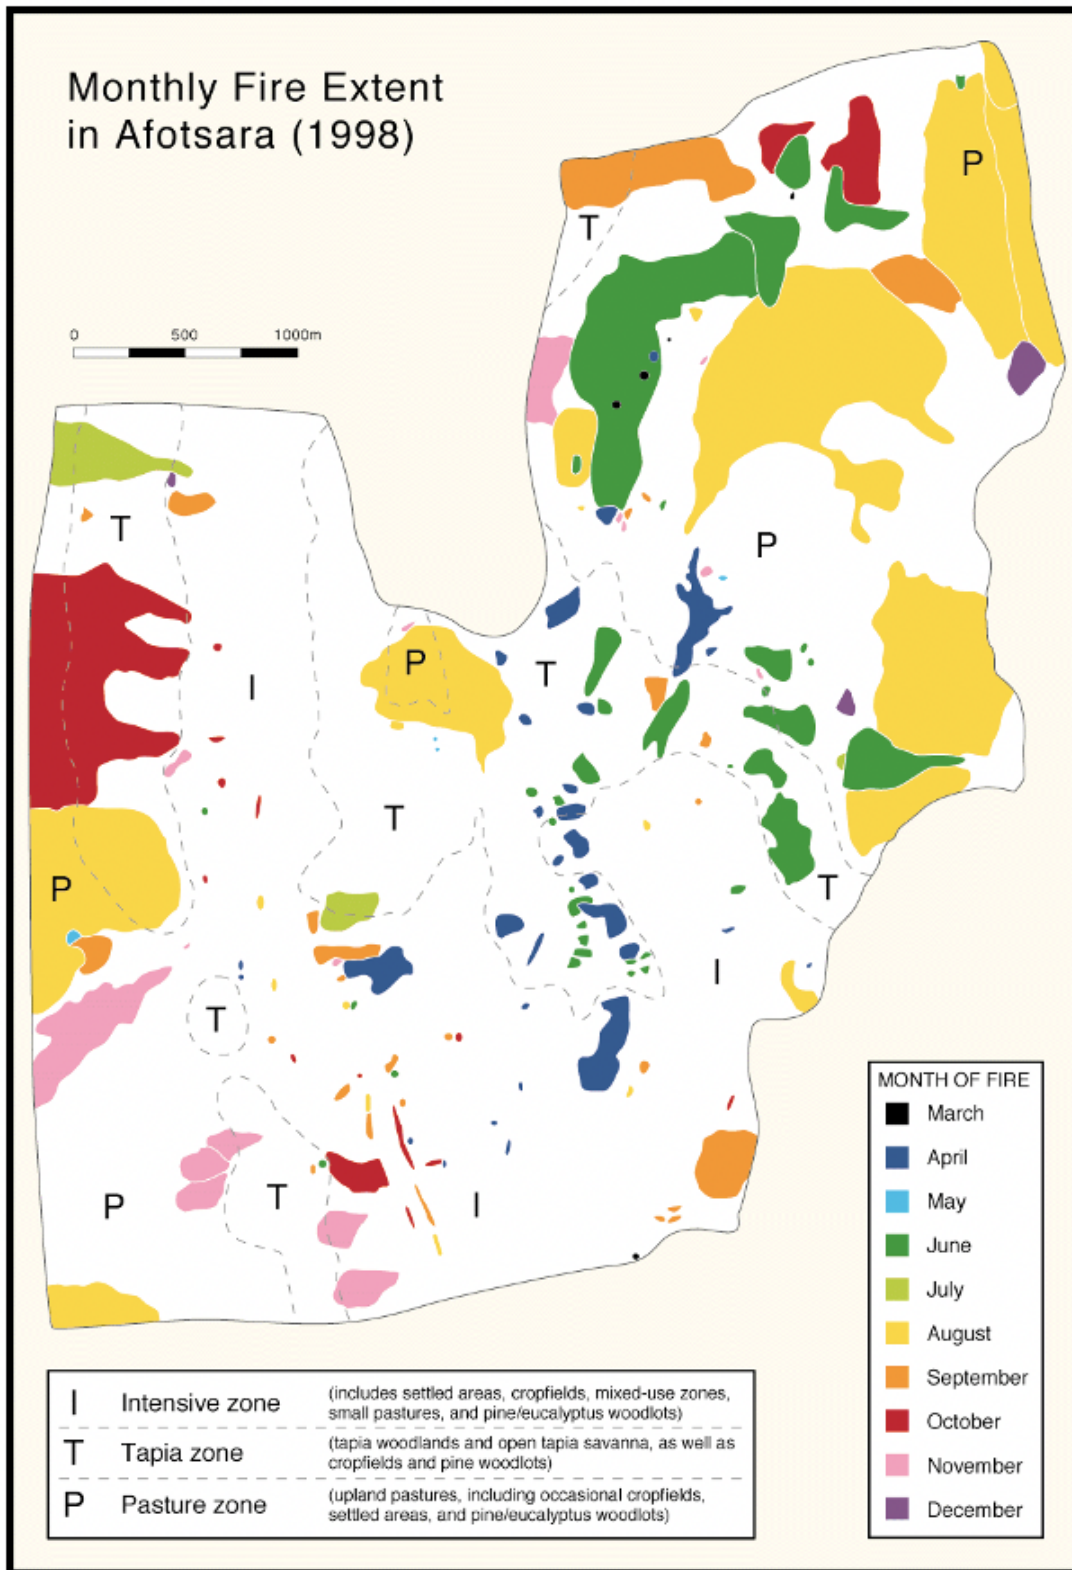 Monthly Fire Extent
in Afotsara (1998)
0 500 1000m
P
T
P
T
P
T
I
T
P
T
I
T
P
T
I
P
T
I
MONTH OF FIRE
March
April
May
June
July
August
September
October
November
December
I Intensive zone (includes settled areas, cropfields, mixed-use zones,
small pastures, and pine/eucalyptus woodlots)
T Tapia zone (tapia woodlands and open tapia savanna, as well as
cropfields and pine woodlots)
P Pasture zone (upland pastures, including occasional cropfields,
settled areas, and pine/eucalyptus woodlots)